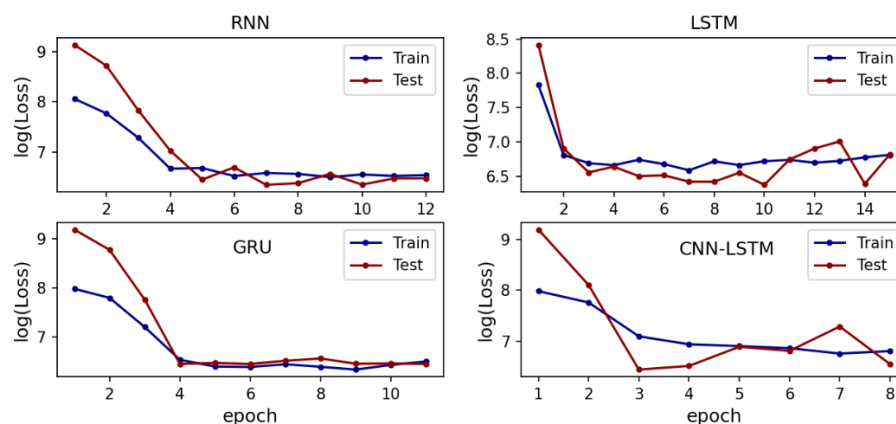 RNN
log(Loss)
9
8
7
2 4 6 8 10 12
Train
Test
LSTM
log(Loss)
8.5
8.0
7.5
7.0
6.5
2 4 6 8 10 12 14
Train
Test
GRU
log(Loss)
9
8
7
2 4 6 8 10
epoch
Train
Test
CNN-LSTM
log(Loss)
9
8
7
1 2 3 4 5 6 7 8
epoch
Train
Test